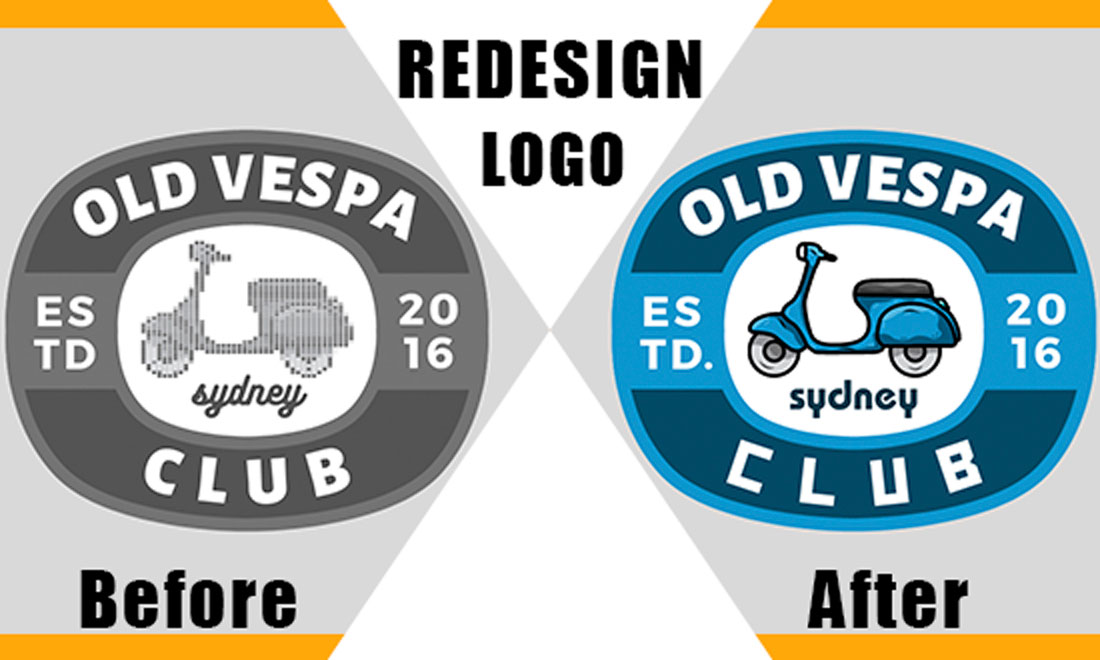 REDESIGN
LOGO
OLD VESPA
ES
TD
20
16
sydney
CLUB
Before
OLD VESPA
ES
TD.
20
16
sydney
CLUB
After